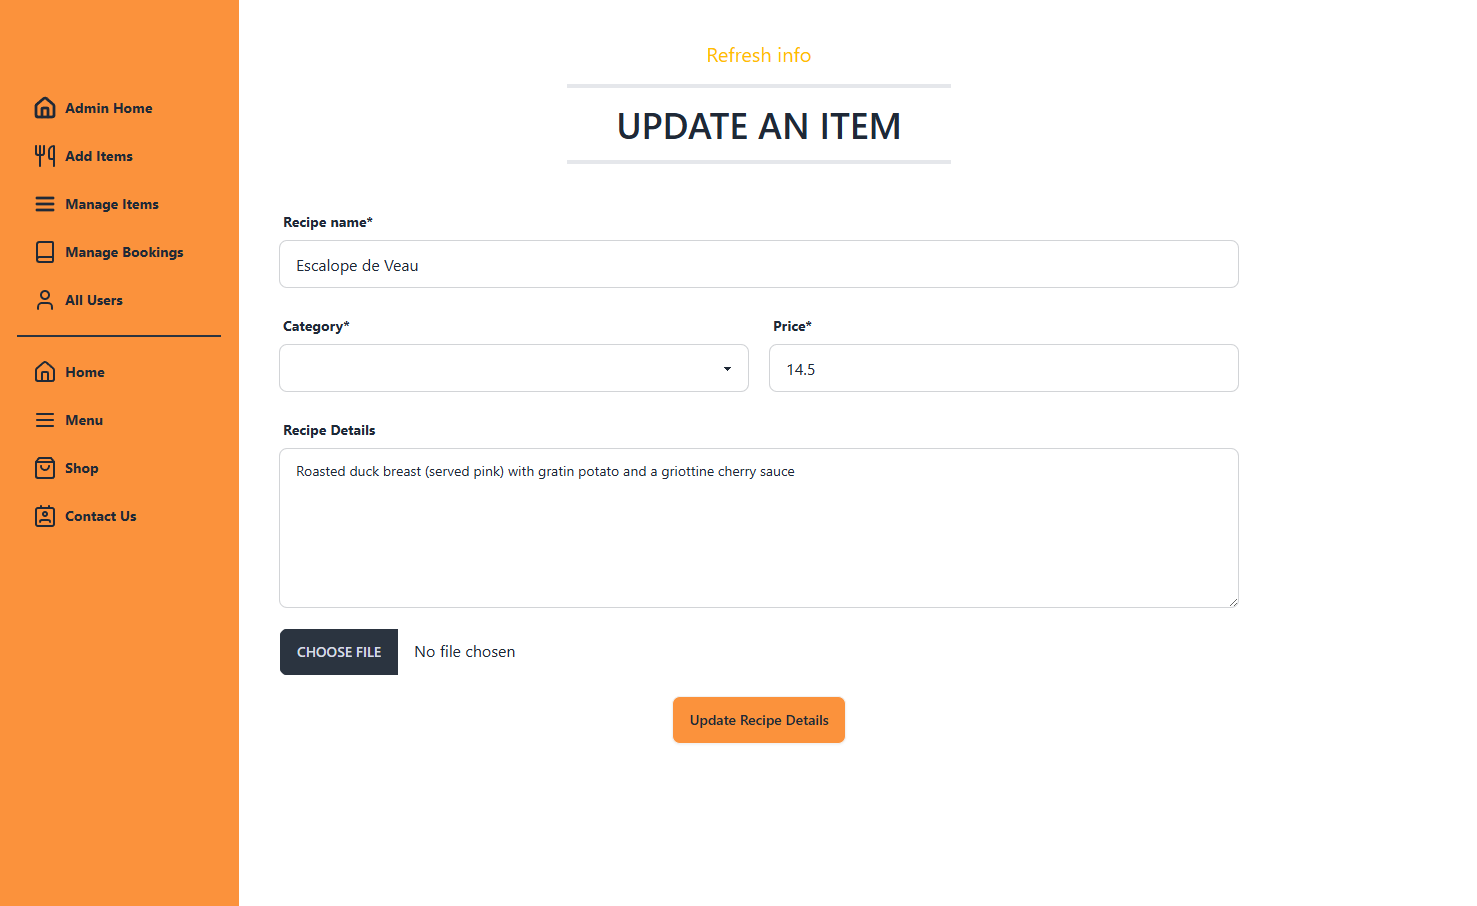 Admin Home
Add Items
Manage Items
Manage Bookings
All Users
Home
Menu
Shop
Contact Us
Refresh info
UPDATE AN ITEM
Recipe name*
Escalope de Veau
Category*
Price*
14.5
Recipe Details
Roasted duck breast (served pink) with gratin potato and a griottine cherry sauce
CHOOSE FILE No file chosen
Update Recipe Details